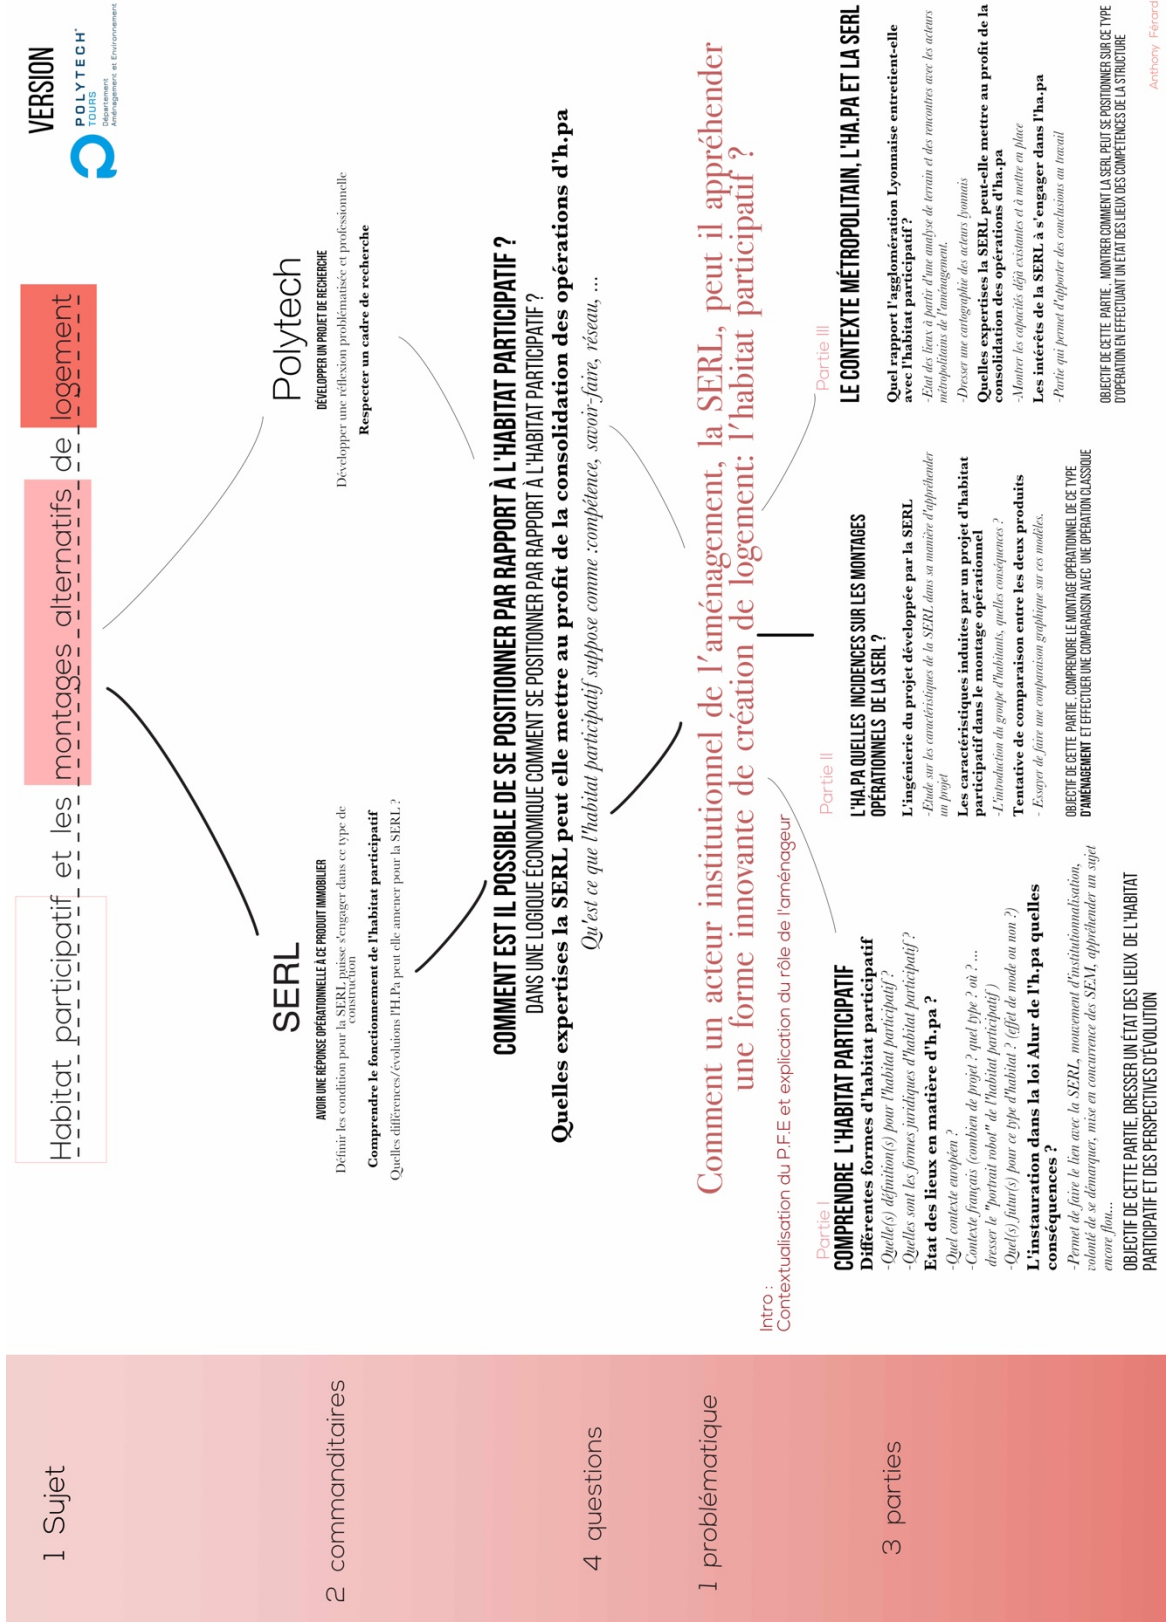 VERSION
POLYTECH
TOURS
Département
Aménagement et Environnement
1 Sujet
Habitat participatif et les montages alternatifs de logement
2 commanditaires
SERL
AVOIR UNE RÉPONSE OPÉRATIONNELLE À CE PRODUIT IMMOBILIER
Définir les condition pour la SERL puisse s'engager dans ce type de
construction
Comprendre le fonctionnement de l'habitat participatif
Quelles différences/évoluions l'H.Pa peut elle amener pour la SERL ?
Polytech
DÉVELOPPER UN PROJET DE RECHERCHE
Développer une réflexion problématisée et professionnelle
Respecter un cadre de recherche
4 questions
COMMENT EST IL POSSIBLE DE SE POSITIONNER PAR RAPPORT À L'HABITAT PARTICIPATIF ?
DANS UNE LOGIQUE ÉCONOMIQUE COMMENT SE POSITIONNER PAR RAPPORT À L'HABITAT PARTICIPATIF ?
Quelles expertises la SERL peut elle mettre au profit de la consolidation des opérations d'h.pa
Qu'est ce que l'habitat participatif suppose comme :compétence, savoir-faire, réseau, ...
1 problématique
Comment un acteur institutionnel de l'aménagement, la SERL, peut il appréhender
une forme innovante de création de logement: l'habitat participatif ?
Intro :
Contextualisation du P.F.E et explication du rôle de l'aménageur
3 parties
Partie I
COMPRENDRE L'HABITAT PARTICIPATIF
Différentes formes d'habitat participatif
-Quelle(s) définition(s) pour l'habitat participatif ?
-Quelles sont les formes juridiques d'habitat participatif ?
Etat des lieux en matière d'h.pa ?
-Quel contexte européen ?
-Contexte français (combien de projet ? quel type ? où ? ...
dresser le "portrait robot" de l'habitat participatif )
-Quel(s) futur(s) pour ce type d'habitat ? (effet de mode ou non ?)
L'instauration dans la loi Alur de l'h.pa quelles
conséquences ?
-Permet de faire le lien avec la SERL, mouvement d'institutionnalisation,
volonté de se démarquer, mise en concurrence des SEM, appréhender un sujet
encore flou...
OBJECTIF DE CETTE PARTIE, DRESSER UN ÉTAT DES LIEUX DE L'HABITAT
PARTICIPATIF ET DES PERSPECTIVES D'ÉVOLUTION
Partie II
L'HA.PA QUELLES INCIDENCES SUR LES MONTAGES
OPÉRATIONNELS DE LA SERL ?
L'ingénierie du projet développée par la SERL
-Etude sur les caractéristiques de la SERL dans sa manière d'appréhender
un projet
Les caractéristiques induites par un projet d'habitat
participatif dans le montage opérationnel
-L'introduction du groupe d'habitants, quelles conséquences ?
Tentative de comparaison entre les deux produits
- Essayer de faire une comparaison graphique sur ces modèles.
OBJECTIF DE CETTE PARTIE , COMPRENDRE LE MONTAGE OPÉRATIONNEL DE CE TYPE
D'AMÉNAGEMENT ET EFFECTUER UNE COMPARAISON AVEC UNE OPÉRATION CLASSIQUE
Partie III
LE CONTEXTE MÉTROPOLITAIN, L'HA.PA ET LA SERL
Quel rapport l'agglomération Lyonnaise entretient-elle
avec l'habitat participatif ?
-Etat des lieux à partir d'une analyse de terrain et des rencontres avec les acteurs
métropolitains de l'aménagement.
-Dresser une cartographie des acteurs lyonnais
Quelles expertises la SERL peut-elle mettre au profit de la
consolidation des opérations d'ha.pa
-Montrer les capacités déjà existantes et à mettre en place
Les intérêts de la SERL à s'engager dans l'ha.pa
-Partie qui permet d'apporter des conclusions au travail
OBJECTIF DE CETTE PARTIE , MONTRER COMMENT LA SERL PEUT SE POSITIONNER SUR CE TYPE
D'OPÉRATION EN EFFECTUANT UN ÉTAT DES LIEUX DES COMPÉTENCES DE LA STRUCTURE
Anthony Férard